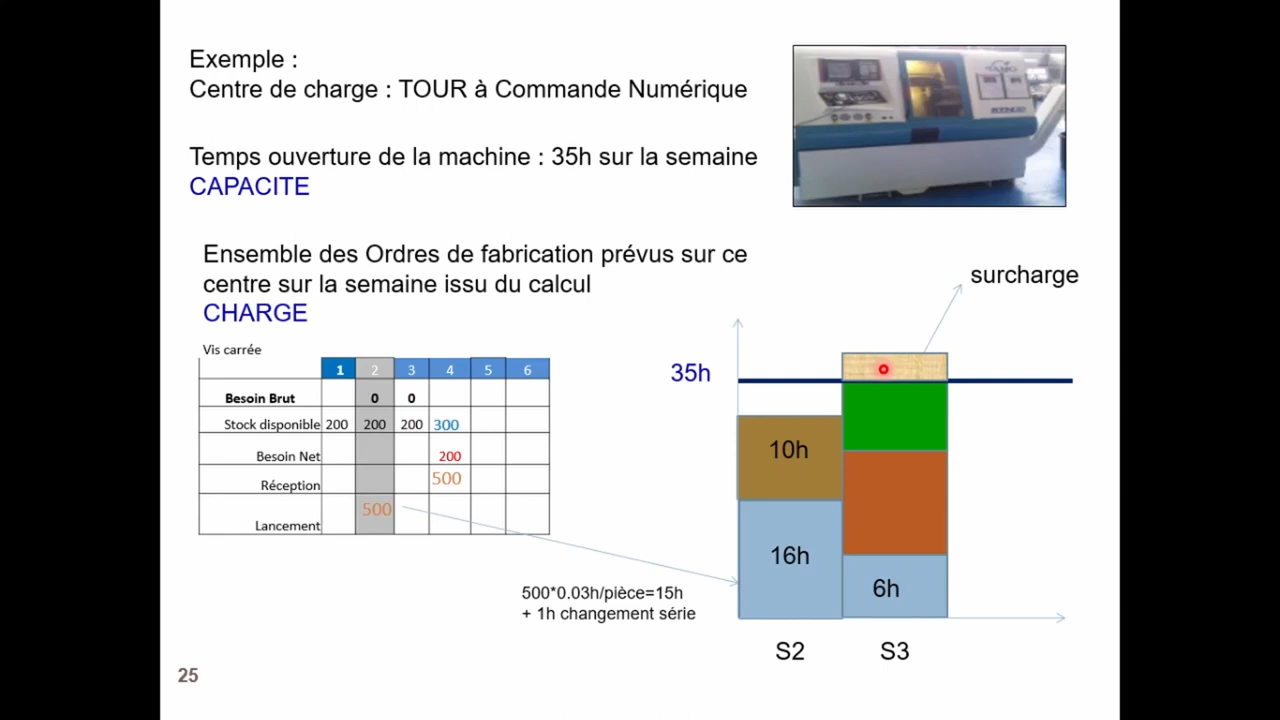 Exemple :
Centre de charge : TOUR à Commande Numérique
Temps ouverture de la machine : 35h sur la semaine
CAPACITE
Ensemble des Ordres de fabrication prévus sur ce
centre sur la semaine issu du calcul
CHARGE
surcharge
Vis carrée
1 2 3 4 5 6
Besoin Brut 0 0
Stock disponible 200 200 200 300
Besoin Net 200
Réception 500
Lancement 500
500*0.03h/pièce=15h
+ 1h changement série
35h
10h
16h
6h
S2 S3
25